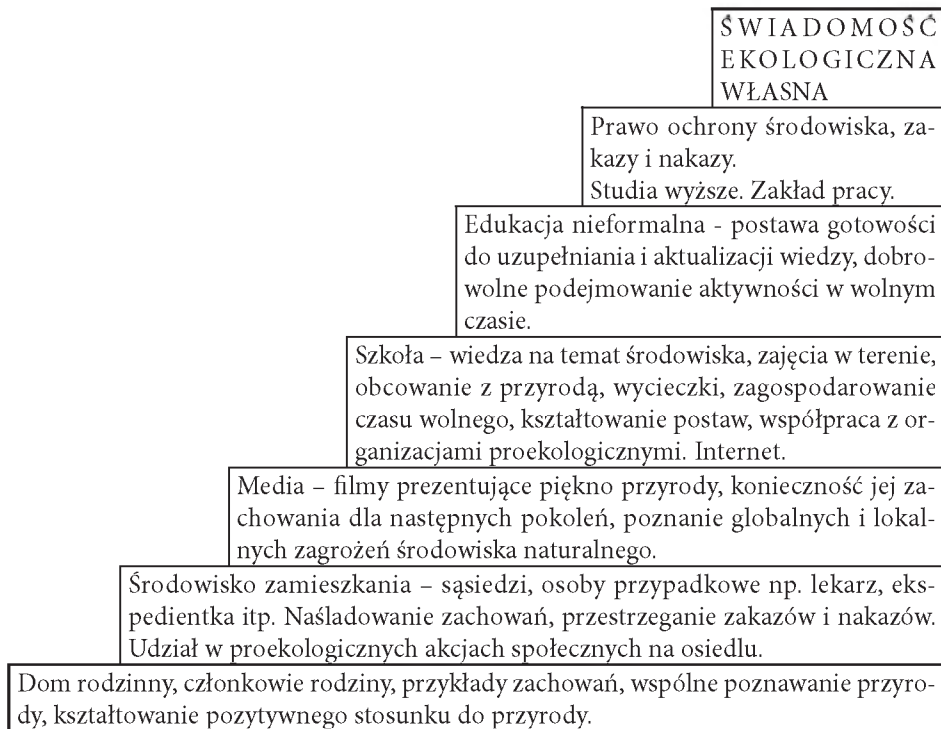 ŚWIADOMOŚĆ
EKOLOGICZNA
WŁASNA
Prawo ochrony środowiska, za-
kazy i nakazy.
Studia wyższe. Zakład pracy.
Edukacja nieformalna - postawa gotowości
do uzupełniania i aktualizacji wiedzy, dobro-
wolne podejmowanie aktywności w wolnym
czasie.
Szkoła – wiedza na temat środowiska, zajęcia w terenie,
obcowanie z przyrodą, wycieczki, zagospodarowanie
czasu wolnego, kształtowanie postaw, współpraca z or-
ganizacjami proekologicznymi. Internet.
Media – filmy prezentujące piękno przyrody, konieczność jej za-
chowania dla następnych pokoleń, poznanie globalnych i lokal-
nych zagrożeń środowiska naturalnego.
Środowisko zamieszkania – sąsiedzi, osoby przypadkowe np. lekarz, eks-
pedientka itp. Naśladowanie zachowań, przestrzeganie zakazów i nakazów.
Udział w proekologicznych akcjach społecznych na osiedlu.
Dom rodzinny, członkowie rodziny, przykłady zachowań, wspólne poznawanie przyro-
dy, kształtowanie pozytywnego stosunku do przyrody.